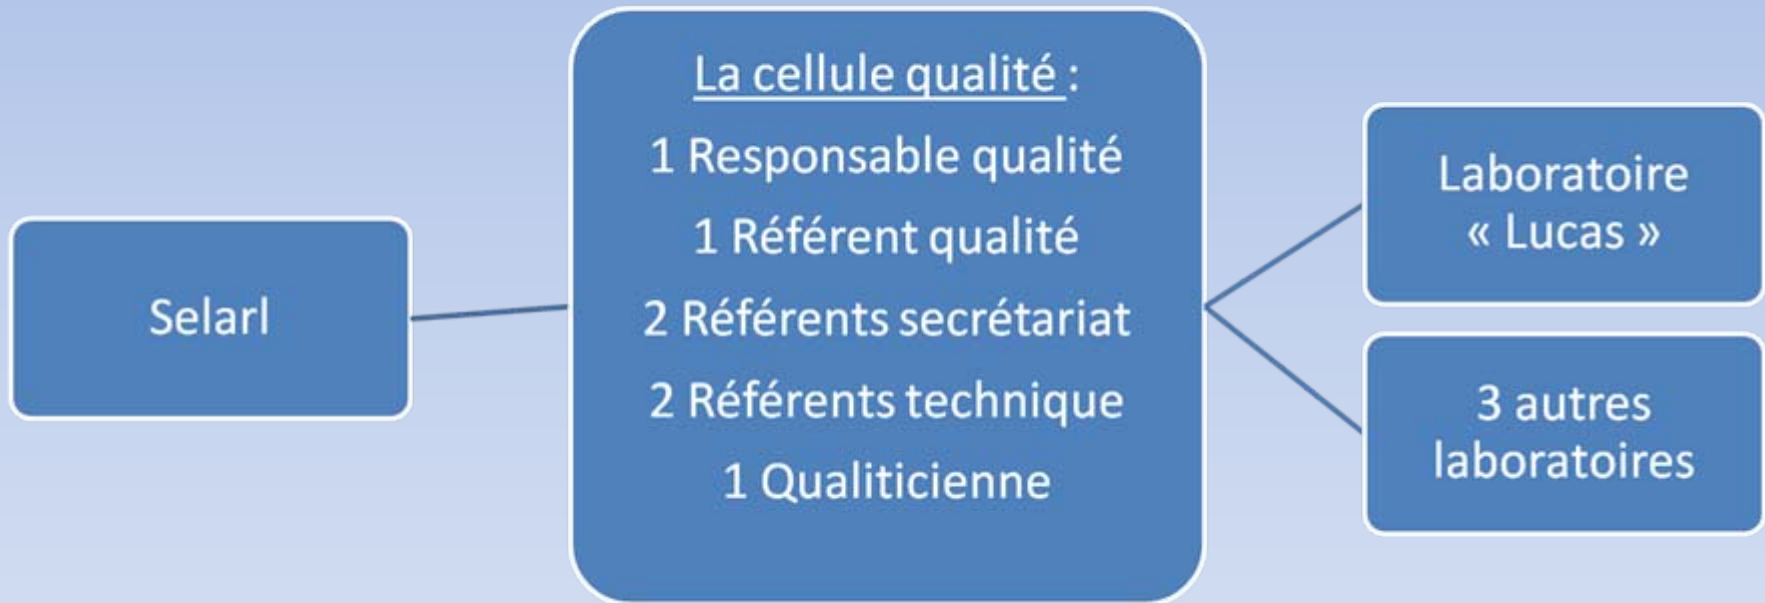 Selarl
La cellule qualité :
1 Responsable qualité
1 Référent qualité
2 Référents secrétariat
2 Référents technique
1 Qualiticienne
Laboratoire
« Lucas »
3 autres
laboratoires